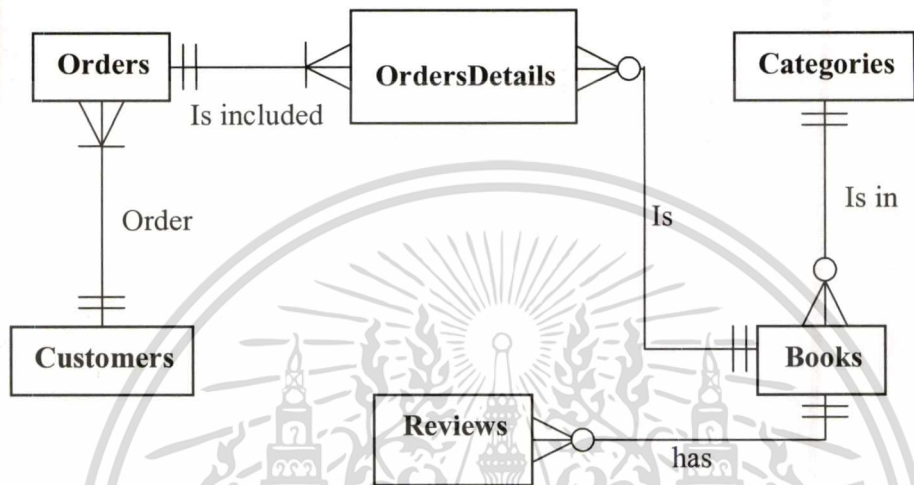 Orders
OrdersDetails
Categories
Is included
Order
Is
Is in
Customers
Books
Reviews
has